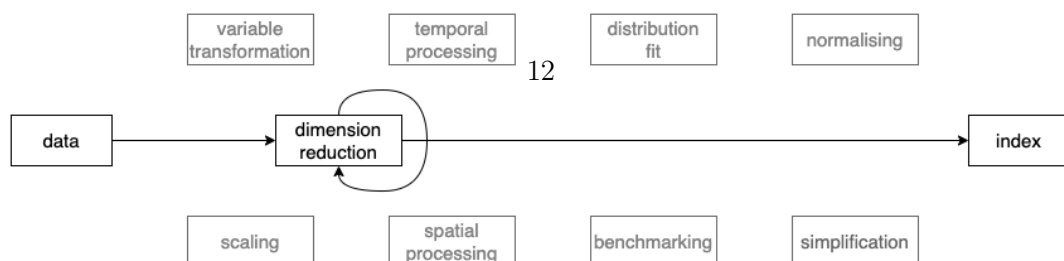 variable
transformation
temporal
processing
distribution
fit
normalising
12
data
dimension
reduction
index
scaling
spatial
processing
benchmarking
simplification